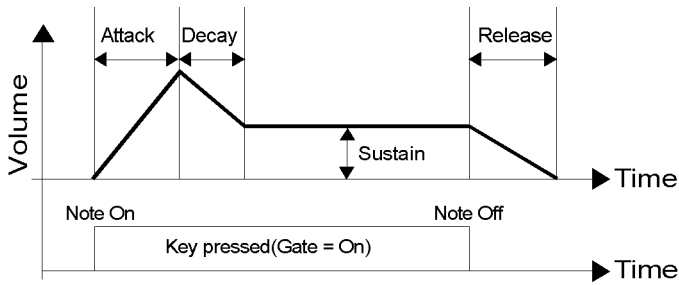 Attack
Decay
Release
Volume
Sustain
Time
Note On
Note Off
Key pressed(Gate = On)
Time